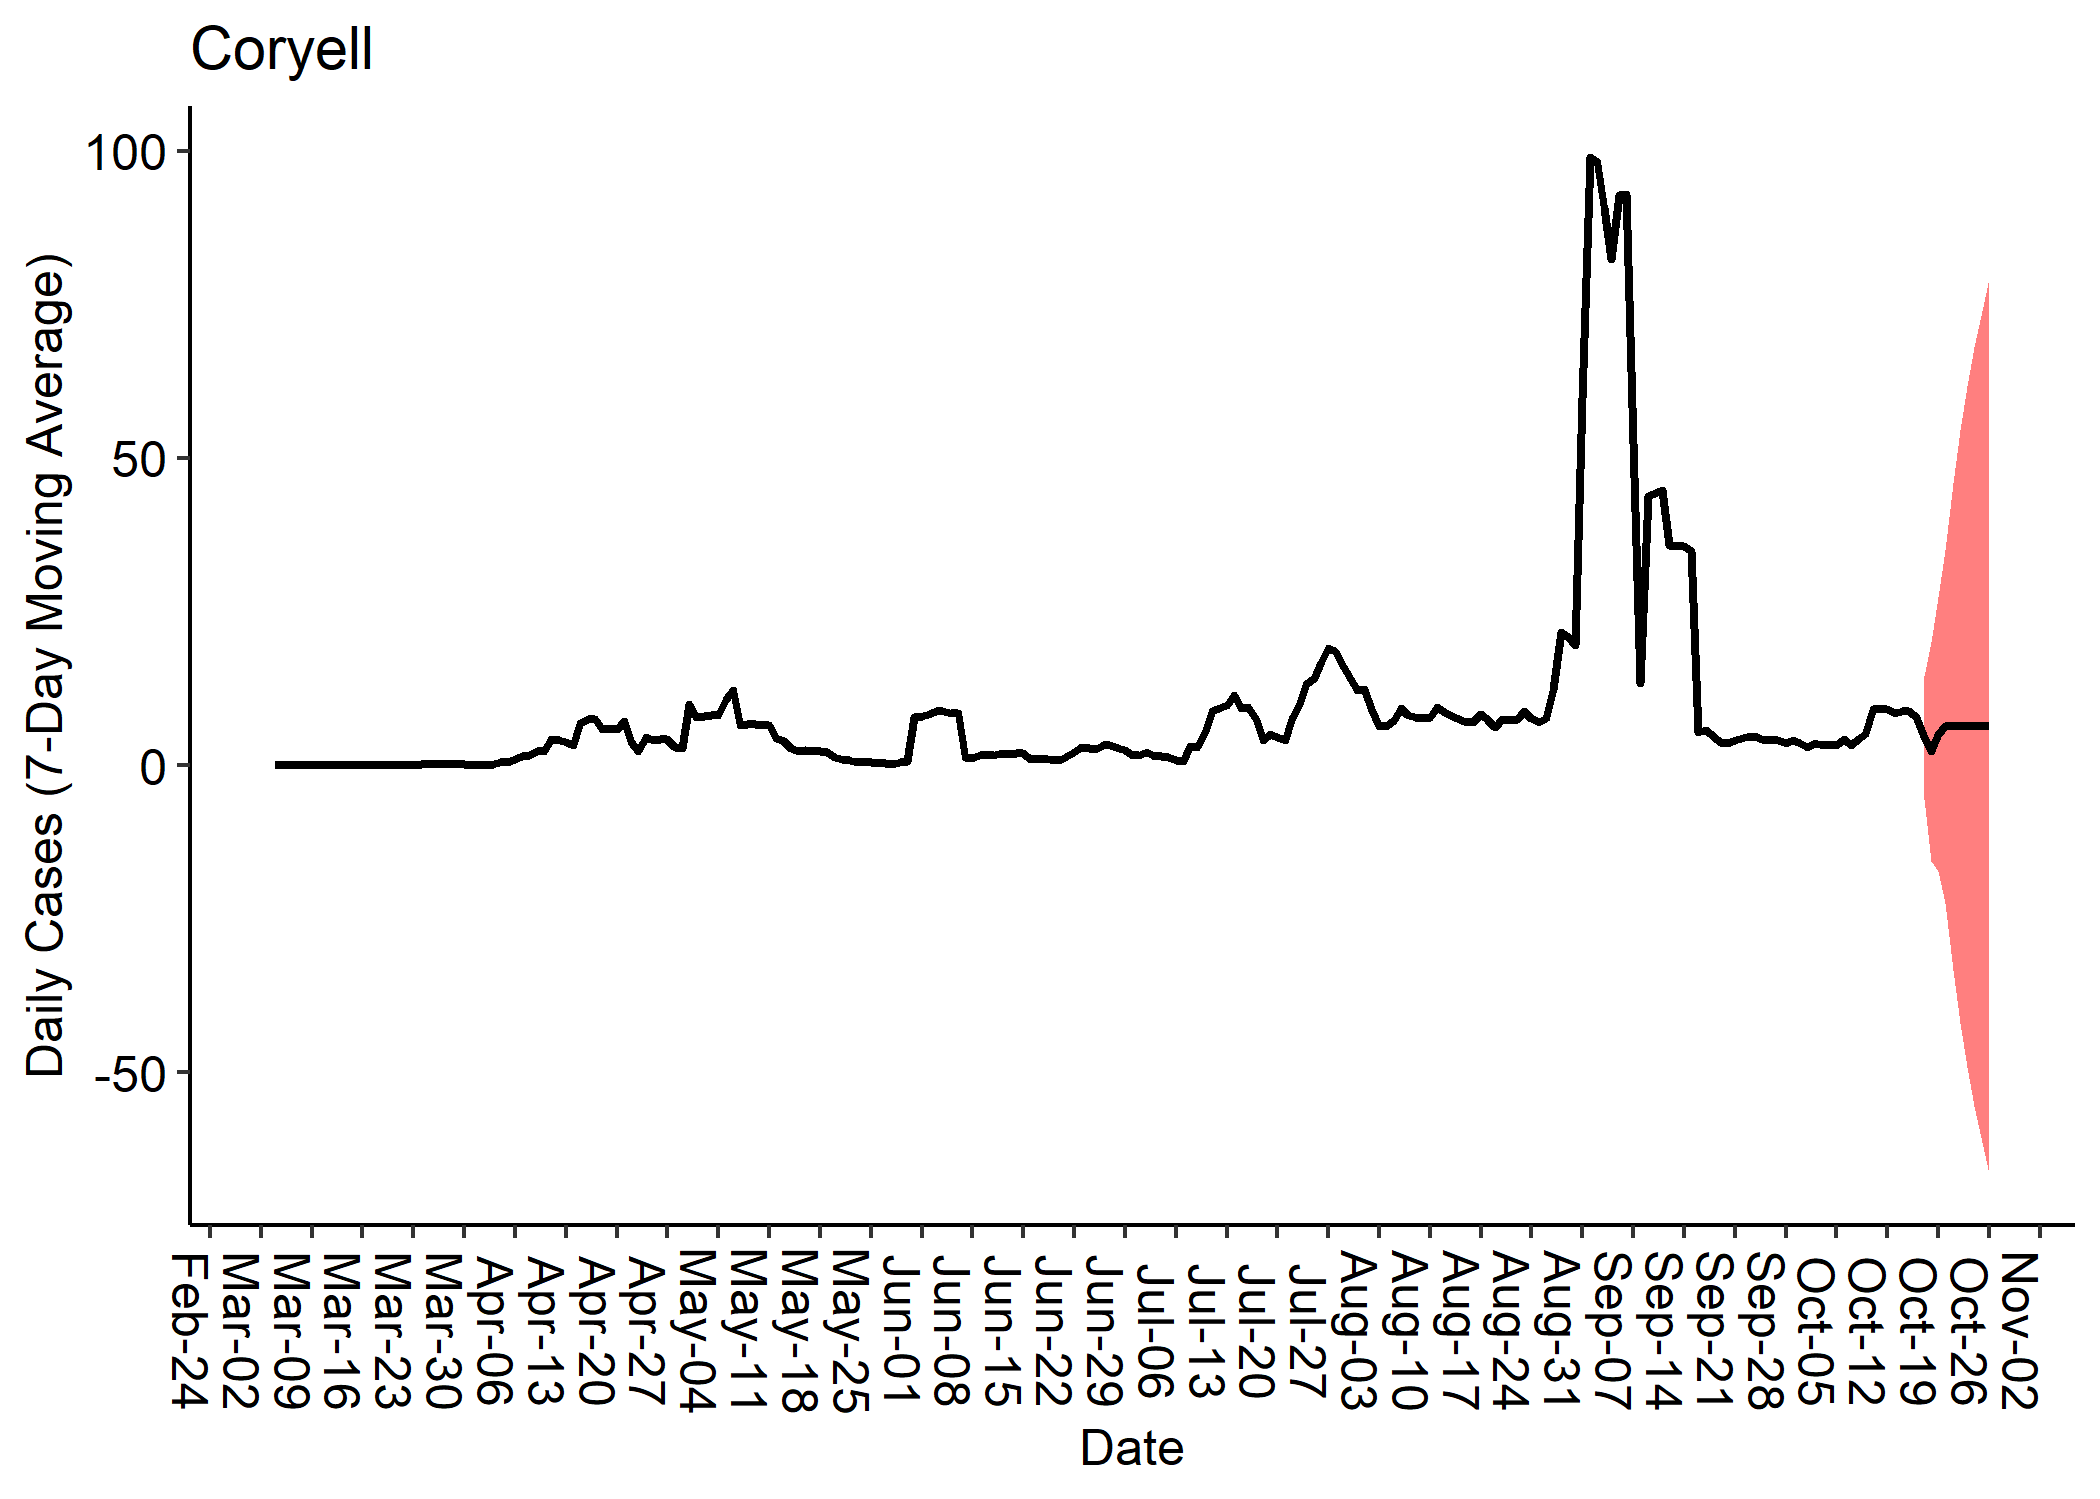 Coryell
Daily Cases (7-Day Moving Average)
100
50
0
-50
Feb-24
Mar-02
Mar-09
Mar-16
Mar-23
Mar-30
Apr-06
Apr-13
Apr-20
Apr-27
May-04
May-11
May-18
May-25
Jun-01
Jun-08
Jun-15
Jun-22
Jun-29
Jul-06
Jul-13
Jul-20
Jul-27
Aug-03
Aug-10
Aug-17
Aug-24
Aug-31
Sep-07
Sep-14
Sep-21
Sep-28
Oct-05
Oct-12
Oct-19
Oct-26
Nov-02
Date